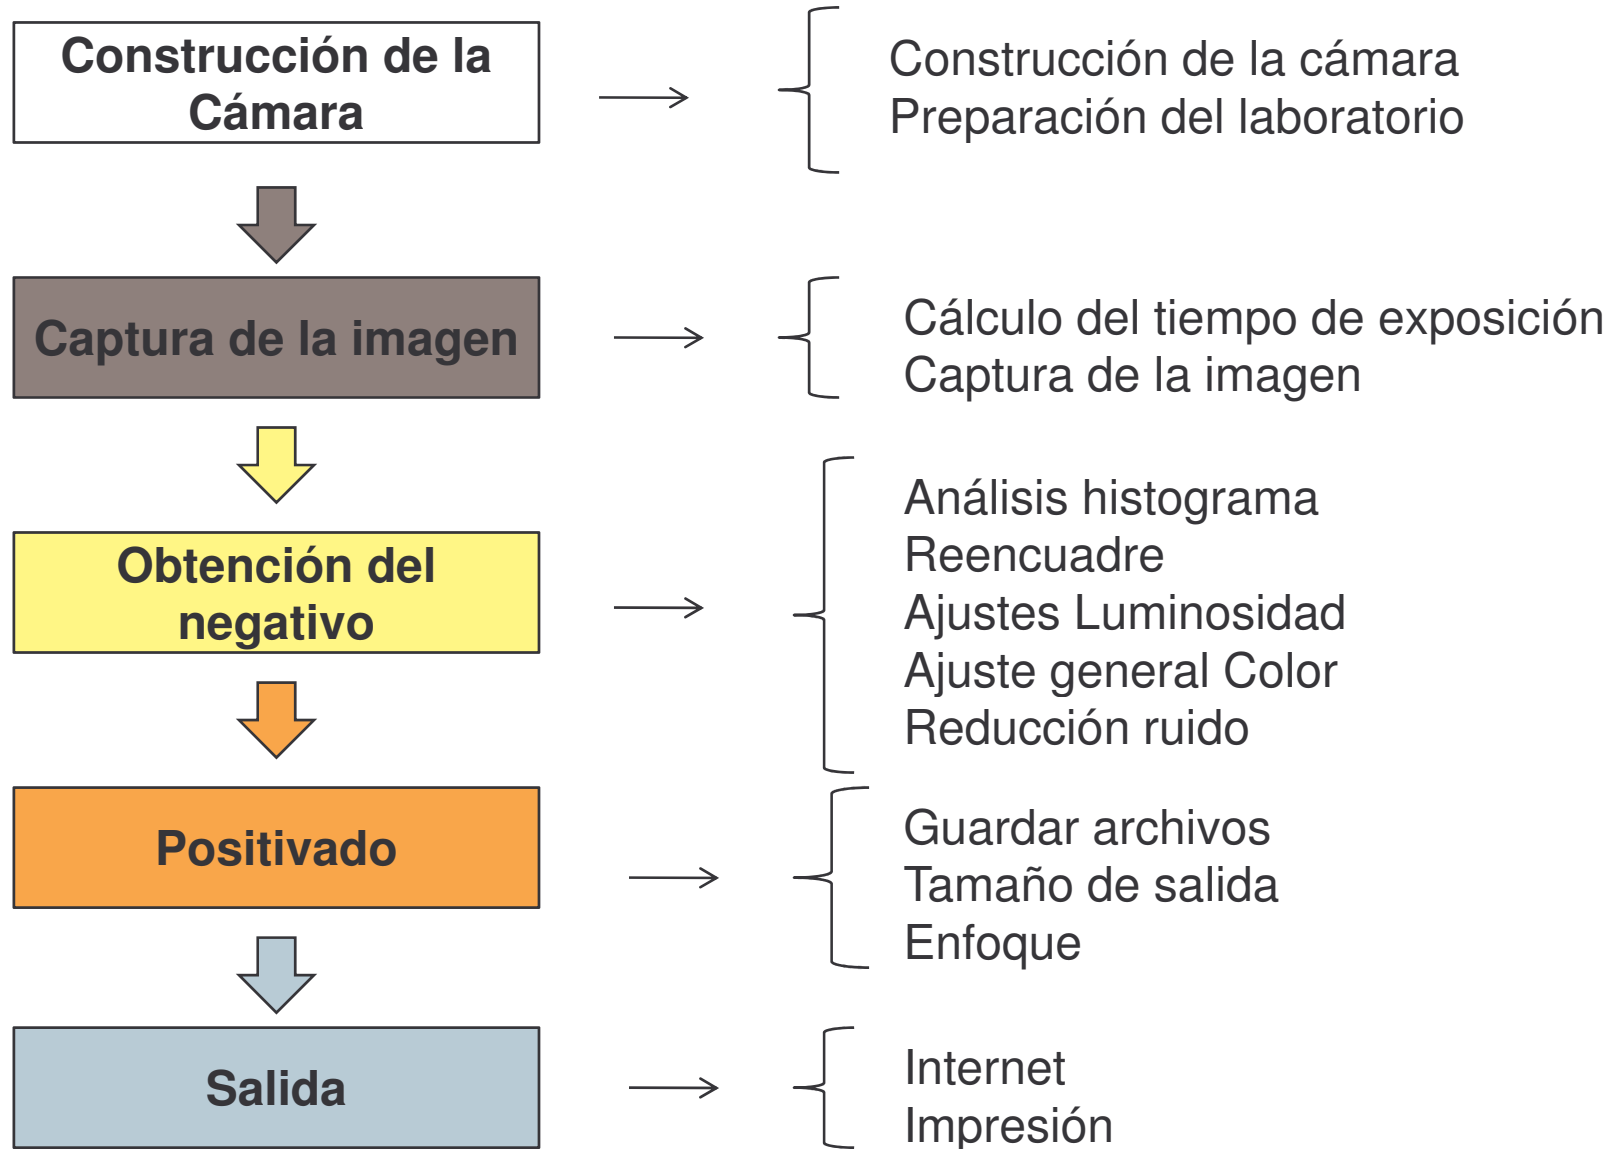 Construcción de la
Cámara
Construcción de la cámara
Preparación del laboratorio
Captura de la imagen
Cálculo del tiempo de exposición
Captura de la imagen
Obtención del
negativo
Análisis histograma
Reencuadre
Ajustes Luminosidad
Ajuste general Color
Reducción ruido
Positivado
Guardar archivos
Tamaño de salida
Enfoque
Salida
Internet
Impresión